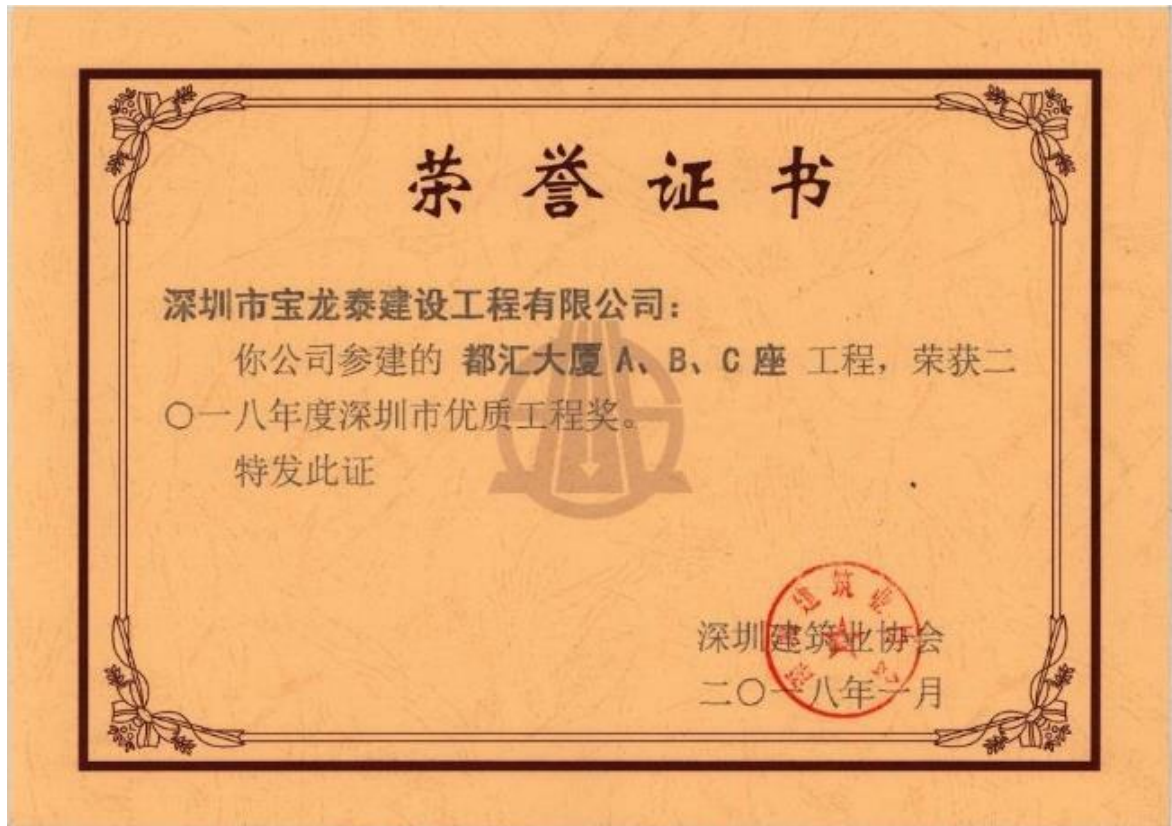 荣誉证书
深圳市宝龙泰建设工程有限公司：
你公司参建的 都汇大厦 A、B、C 座 工程，荣获二
〇一八年度深圳市优质工程奖。
特发此证
深圳建筑业协会
二〇一八年一月